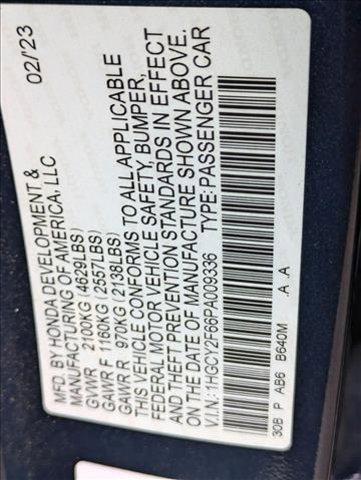 MFD. BY HONDA DEVELOPMENT & 02/'23
MANUFACTURING OF AMERICA, LLC
GVWR 2100KG (4629LBS)
GAWR F 1160KG (2557LBS)
GAWR R 970KG (2138LBS)
THIS VEHICLE CONFORMS TO ALL APPLICABLE
FEDERAL MOTOR VEHICLE SAFETY, BUMPER,
AND THEFT PREVENTION STANDARDS IN EFFECT
ON THE DATE OF MANUFACTURE SHOWN ABOVE.
V.I.N.: 1HGCY2F66PA009336 TYPE: PASSENGER CAR
30B P AB6 B640M .A .A